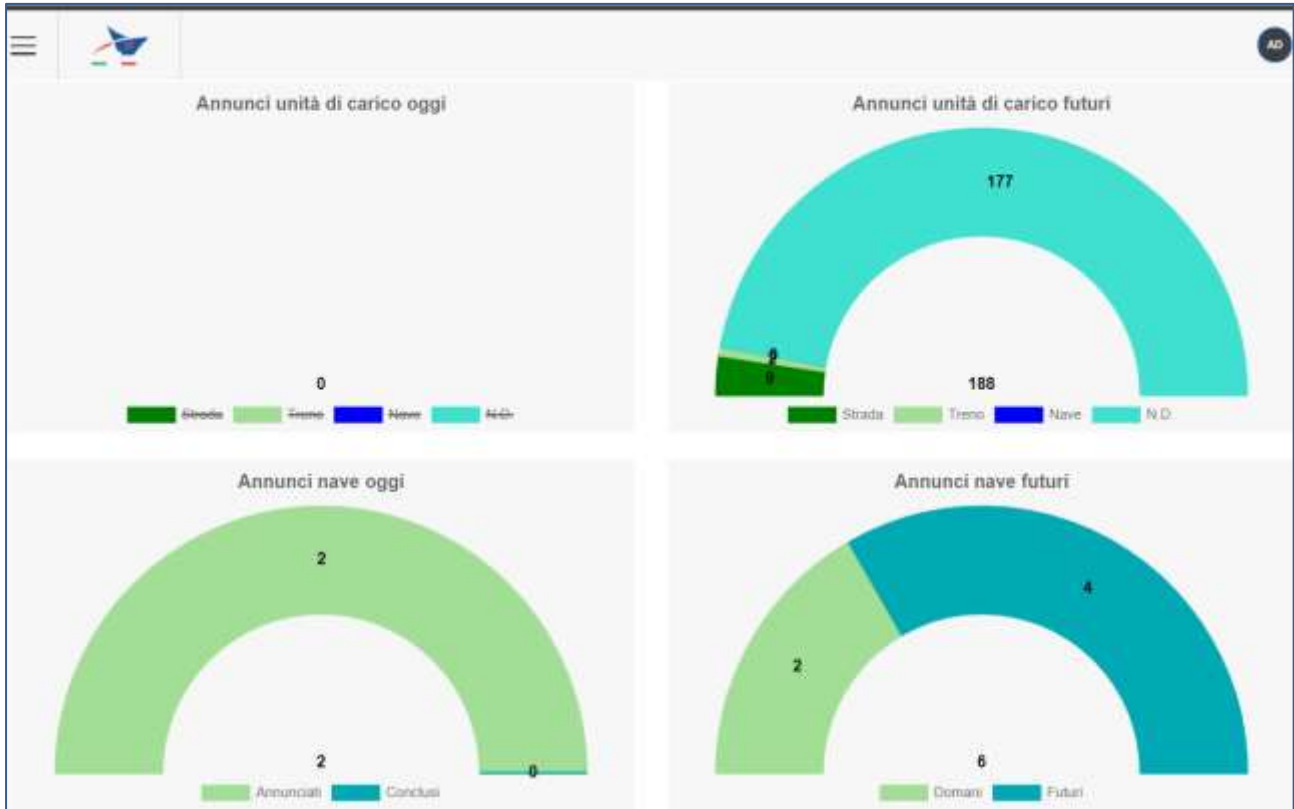 AD
Annunci unità di carico oggi
0
Strada Treno Nave N.D.
Annunci unità di carico futuri
177
9
188
Strada Treno Nave N.D.
Annunci nave oggi
2
0
2
Annunciati Conclusi
Annunci nave futuri
4
2
6
Domani Futuri